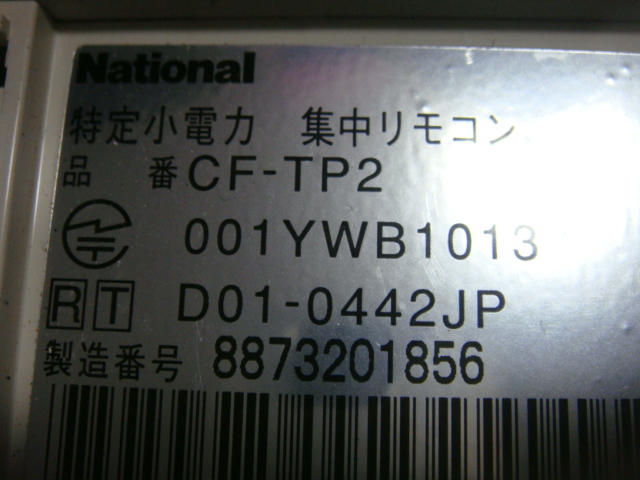 National
特定小電力 集中リモコン
品 番 CF-TP2
001YWB1013
R T D01-0442JP
製造番号 8873201856